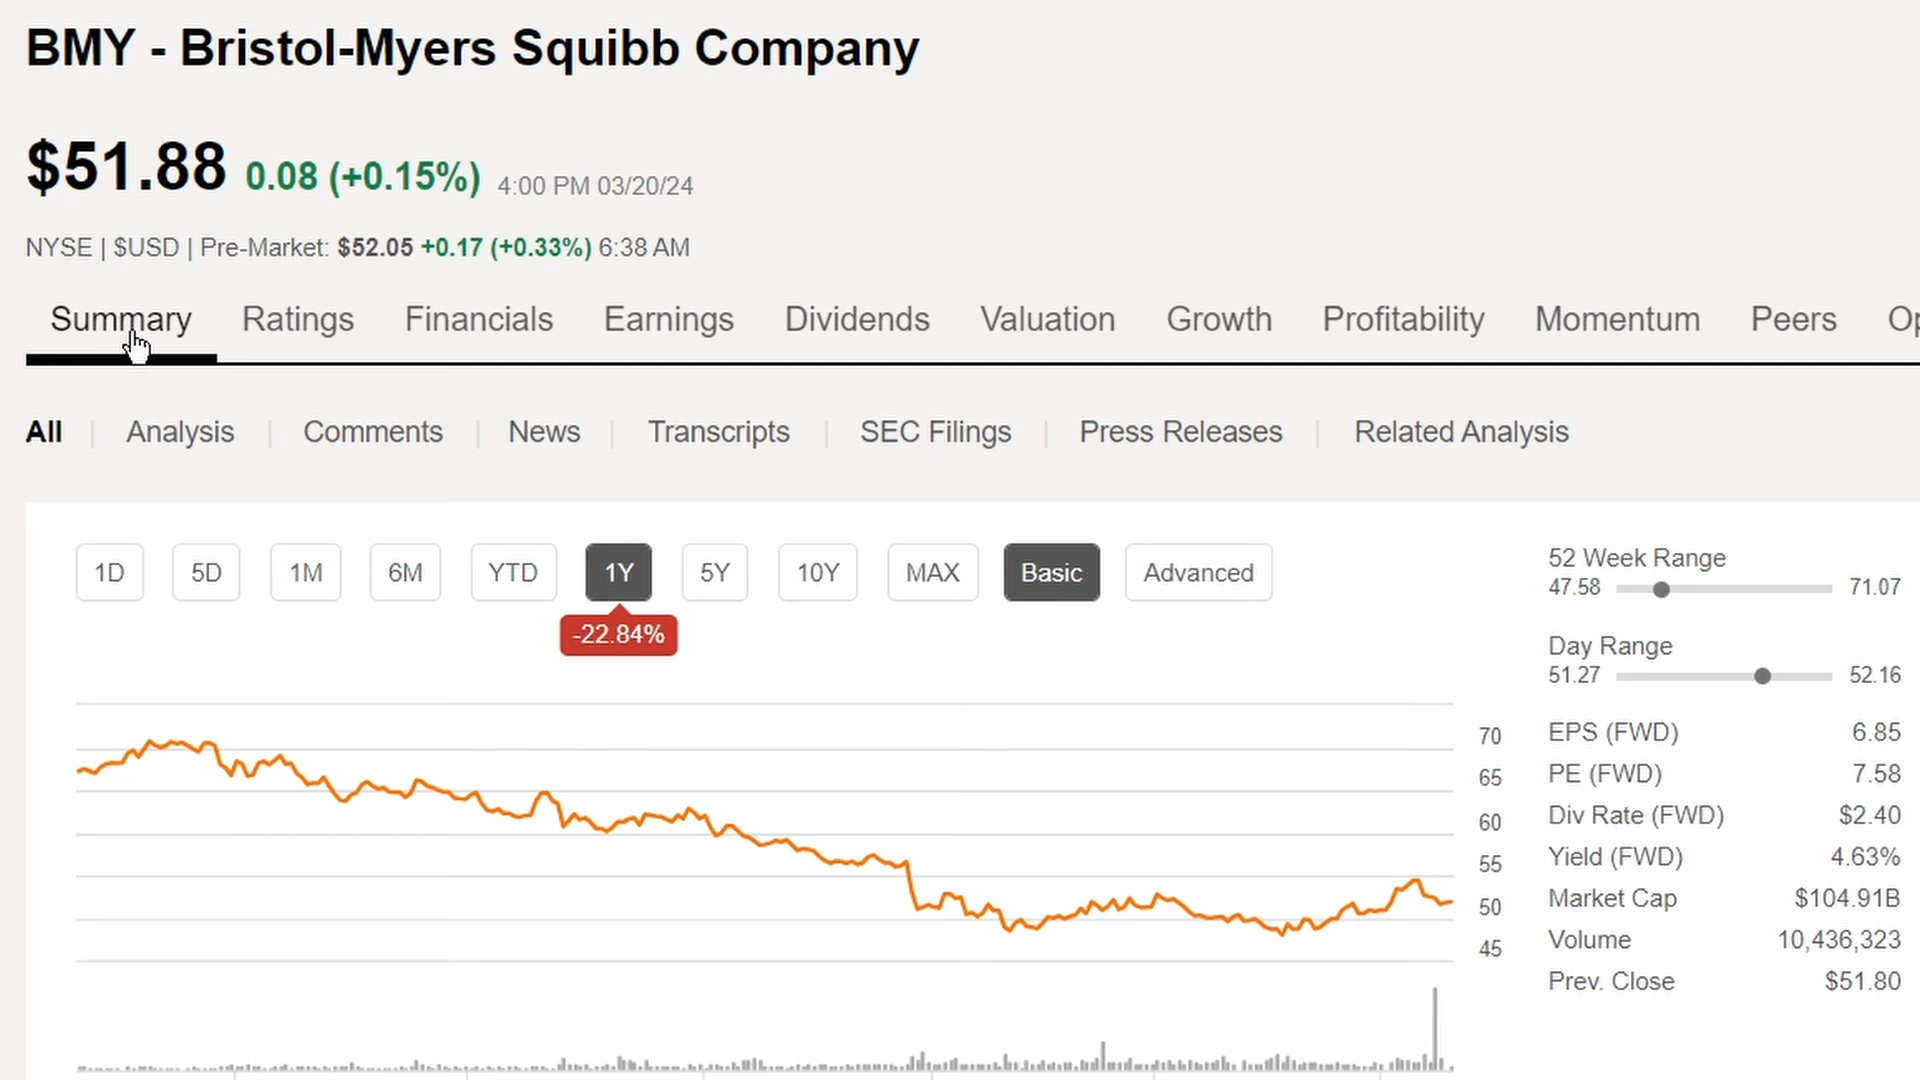 BMY - Bristol-Myers Squibb Company
$51.88 0.08 (+0.15%) 4:00 PM 03/20/24
NYSE | $USD | Pre-Market: $52.05 +0.17 (+0.33%) 6:38 AM
Summary Ratings Financials Earnings Dividends Valuation Growth Profitability Momentum Peers Op
All | Analysis | Comments | News | Transcripts | SEC Filings | Press Releases | Related Analysis
1D 5D 1M 6M YTD 1Y 5Y 10Y MAX Basic Advanced
-22.84%
70
65
60
55
50
45
52 Week Range
47.58 71.07
Day Range
51.27 52.16
EPS (FWD) 6.85
PE (FWD) 7.58
Div Rate (FWD) $2.40
Yield (FWD) 4.63%
Market Cap $104.91B
Volume 10,436,323
Prev. Close $51.80